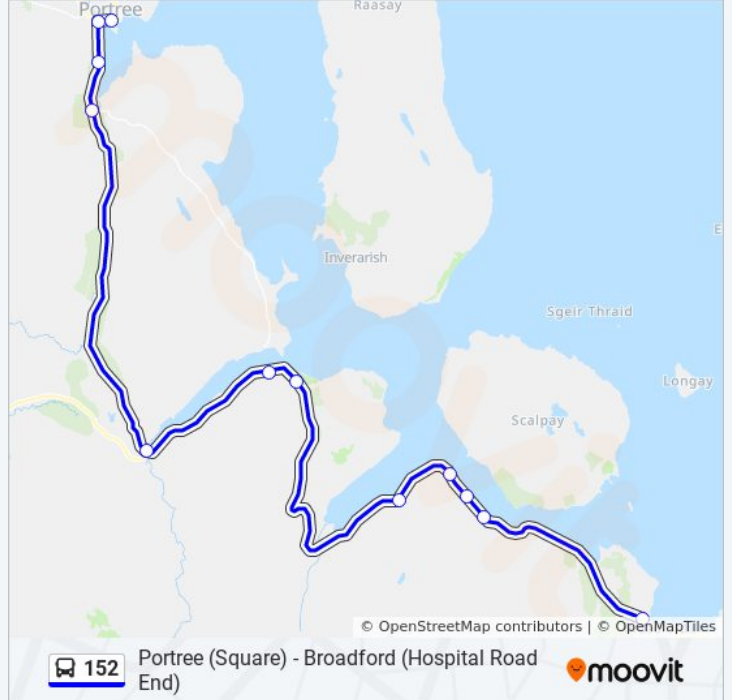 Portree
Raasay
Inverarish
E
Sgeir Thraid
Longay
Scalpay
© OpenStreetMap contributors | © OpenMapTiles
152
Portree (Square) - Broadford (Hospital Road
End)
moovit